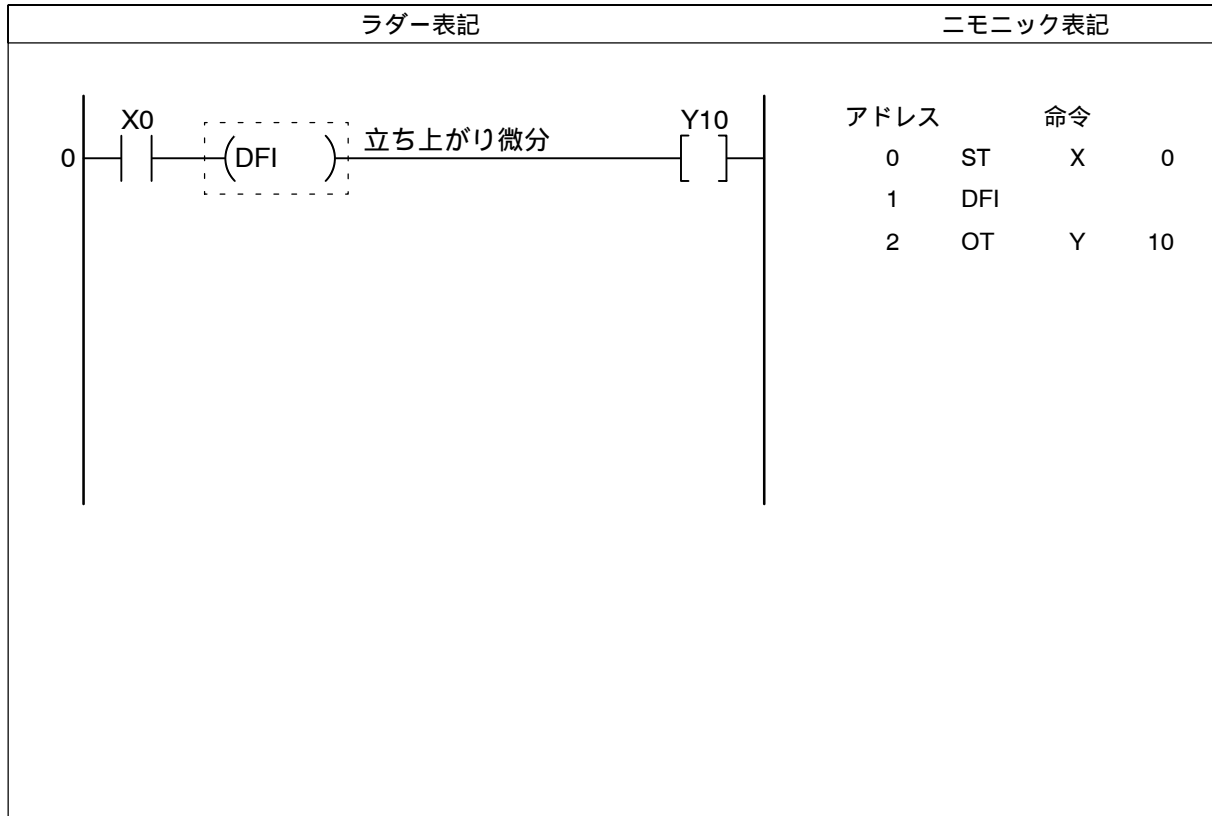 ラダー表記 ニモニック表記
X0 Y10
0 (DFI ) 立ち上がり微分
アドレス 命令
0 ST X 0
1 DFI
2 OT Y 10